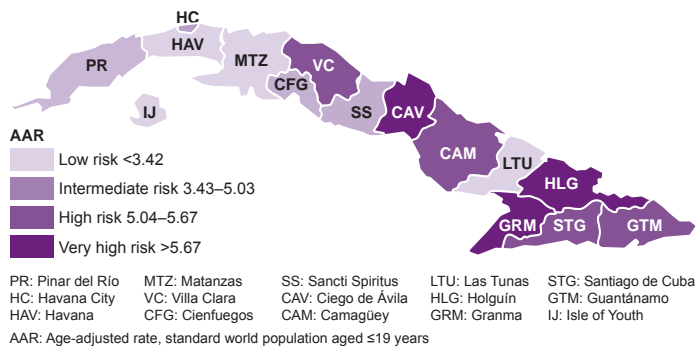 HC
HAV
PR
MTZ
VC
CFG
IJ
SS
CAV
CAM
LTU
HLG
GRM
STG
GTM
AAR
Low risk <3.42
Intermediate risk 3.43–5.03
High risk 5.04–5.67
Very high risk >5.67
PR: Pinar del Río MTZ: Matanzas SS: Sancti Spiritus LTU: Las Tunas STG: Santiago de Cuba
HC: Havana City VC: Villa Clara CAV: Ciego de Ávila HLG: Holguín GTM: Guantánamo
HAV: Havana CFG: Cienfuegos CAM: Camagüey GRM: Granma IJ: Isle of Youth
AAR: Age-adjusted rate, standard world population aged ≤19 years